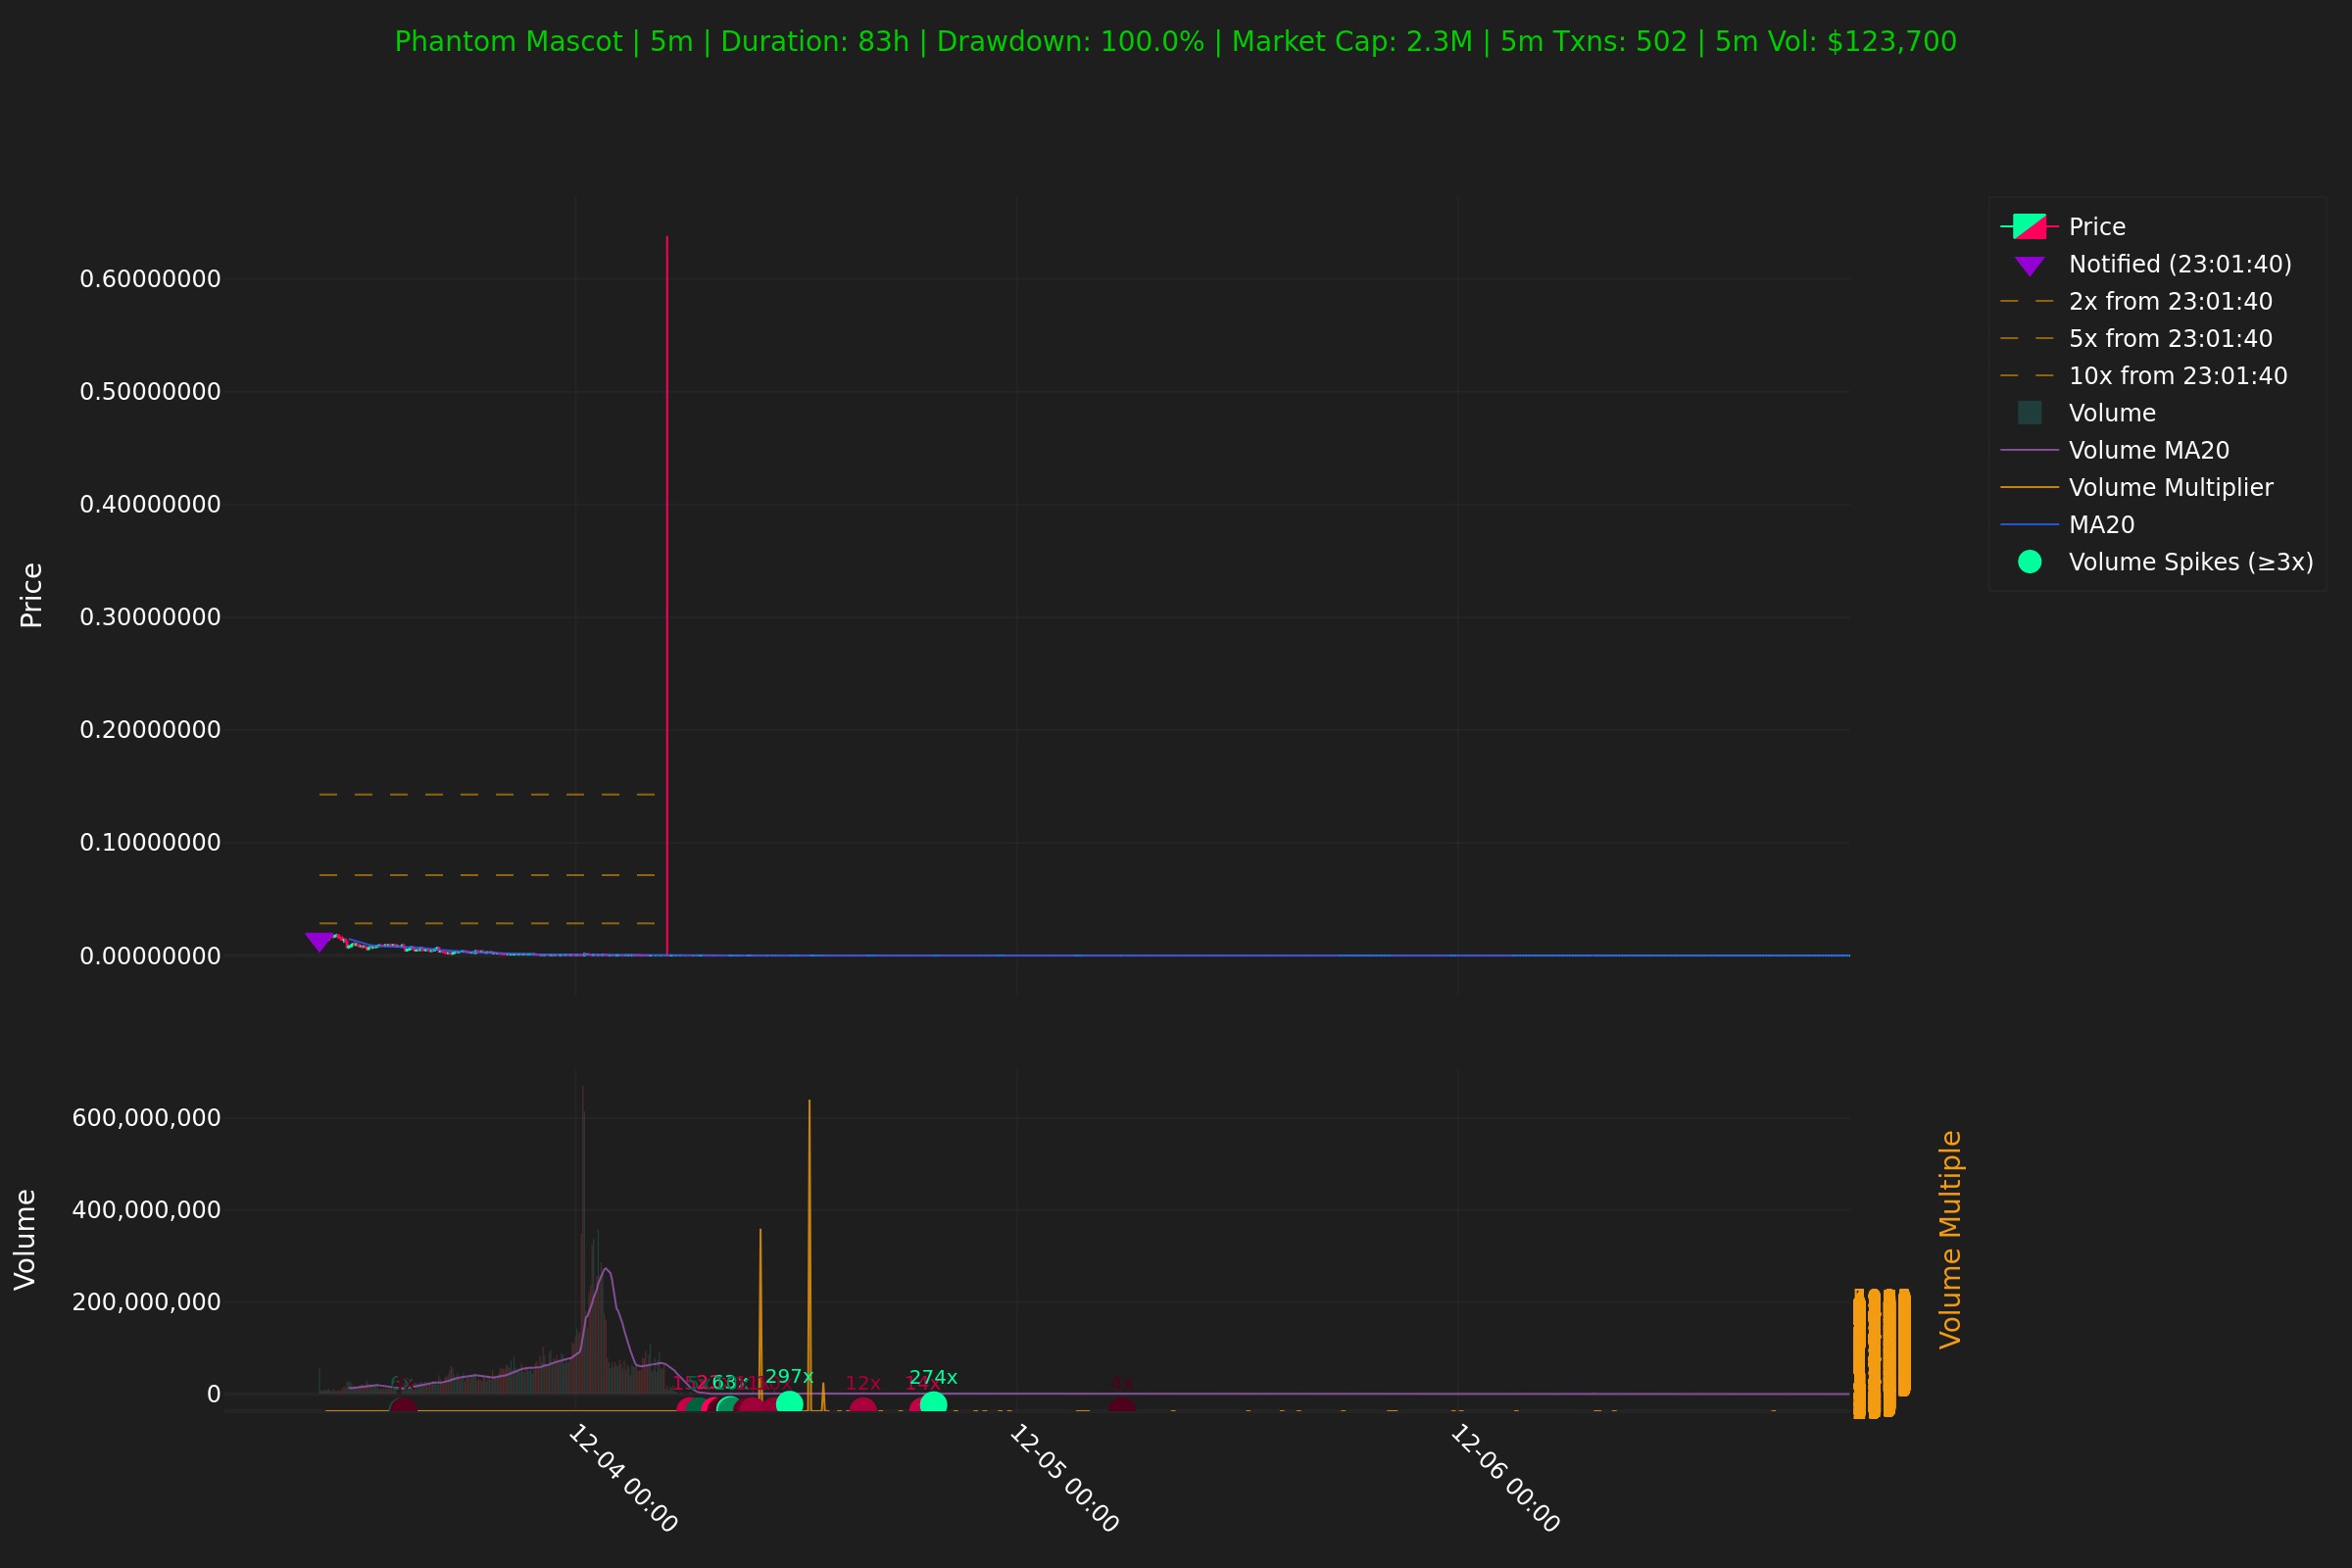 Phantom Mascot | 5m | Duration: 83h | Drawdown: 100.0% | Market Cap: 2.3M | 5m Txns: 502 | 5m Vol: $123,700
Price
0.60000000
0.50000000
0.40000000
0.30000000
0.20000000
0.10000000
0.00000000
Price
Notified (23:01:40)
2x from 23:01:40
5x from 23:01:40
10x from 23:01:40
Volume
Volume MA20
Volume Multiplier
MA20
Volume Spikes (≥3x)
Volume
600,000,000
400,000,000
200,000,000
0
6x
63x
297x
12x
14x
274x
Volume Multiple
12-04 00:00
12-05 00:00
12-06 00:00